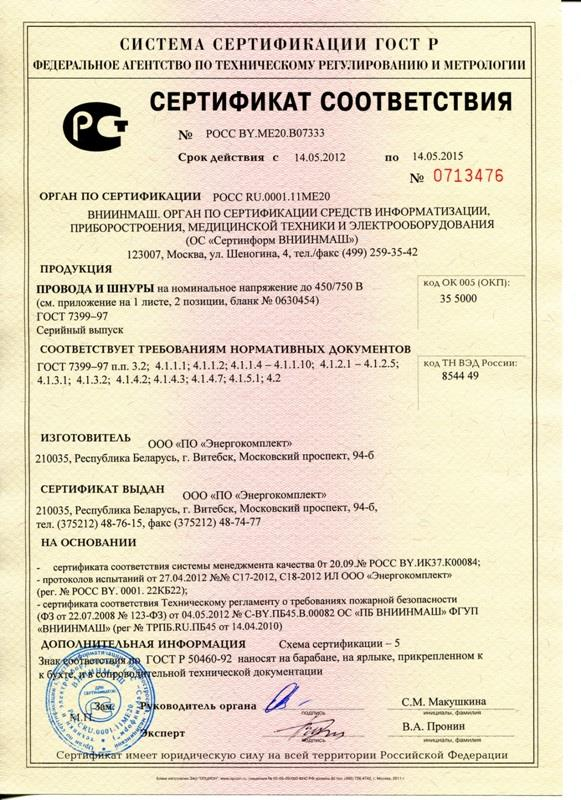 СИСТЕМА СЕРТИФИКАЦИИ ГОСТ Р
ФЕДЕРАЛЬНОЕ АГЕНТСТВО ПО ТЕХНИЧЕСКОМУ РЕГУЛИРОВАНИЮ И МЕТРОЛОГИИ
СЕРТИФИКАТ СООТВЕТСТВИЯ
№ РОСС BY.ME20.B07333
Срок действия с 14.05.2012 по 14.05.2015
№ 0713476
ОРГАН ПО СЕРТИФИКАЦИИ РОСС RU.0001.11МЕ20
ВНИИНМАШ. ОРГАН ПО СЕРТИФИКАЦИИ СРЕДСТВ ИНФОРМАТИЗАЦИИ,
ПРИБОРОСТРОЕНИЯ, МЕДИЦИНСКОЙ ТЕХНИКИ И ЭЛЕКТРООБОРУДОВАНИЯ
(ОС «Сертинформ ВНИИНМАШ»)
123007, Москва, ул. Шеногина, 4, тел./факс (499) 259-35-42
ПРОДУКЦИЯ
ПРОВОДА И ШНУРЫ на номинальное напряжение до 450/750 В
(см. приложение на 1 листе, 2 позиции, бланк № 0630454)
ГОСТ 7399–97
Серийный выпуск
код ОК 005 (ОКП):
35 5000
СООТВЕТСТВУЕТ ТРЕБОВАНИЯМ НОРМАТИВНЫХ ДОКУМЕНТОВ
ГОСТ 7399–97 п.п. 3.2; 4.1.1.1; 4.1.1.2; 4.1.1.4 – 4.1.1.10; 4.1.2.1 – 4.1.2.5;
4.1.3.1; 4.1.3.2; 4.1.4.2; 4.1.4.3; 4.1.4.7; 4.1.5.1; 4.2
код ТН ВЭД России:
8544 49
ИЗГОТОВИТЕЛЬ ООО «ПО «Энергокомплект»
210035, Республика Беларусь, г. Витебск, Московский проспект, 94-б
СЕРТИФИКАТ ВЫДАН ООО «ПО «Энергокомплект»
210035, Республика Беларусь, г. Витебск, Московский проспект, 94-б,
тел. (375212) 48-76-15, факс (375212) 48-74-77
НА ОСНОВАНИИ
- сертификата соответствия системы менеджмента качества 0т 20.09.№ РОСС BY.ИК37.К00084;
- протоколов испытаний от 27.04.2012 №№ С17-2012, С18-2012 ИЛ ООО «Энергокомплект»
(рег. № РОСС BY. 0001. 22КБ22);
- сертификата соответствия Техническому регламенту о требованиях пожарной безопасности
(ФЗ от 22.07.2008 № 123-ФЗ) от 04.05.2012 № С-BY.ПБ45.В.00082 ОС «ПБ ВНИИНМАШ» ФГУП
«ВНИИНМАШ» (рег № ТРПБ.RU.ПБ45 от 14.04.2010)
ДОПОЛНИТЕЛЬНАЯ ИНФОРМАЦИЯ Схема сертификации – 5
Знак соответствия по ГОСТ Р 50460-92 наносят на барабане, на ярлыке, прикрепленном к
к бухте, и в сопроводительной технической документации
Зам. Руководитель органа
подпись
С.М. Макушкина
инициалы, фамилия
М.П.
Эксперт
подпись
В.А. Пронин
инициалы, фамилия
Сертификат имеет юридическую силу на всей территории Российской Федерации